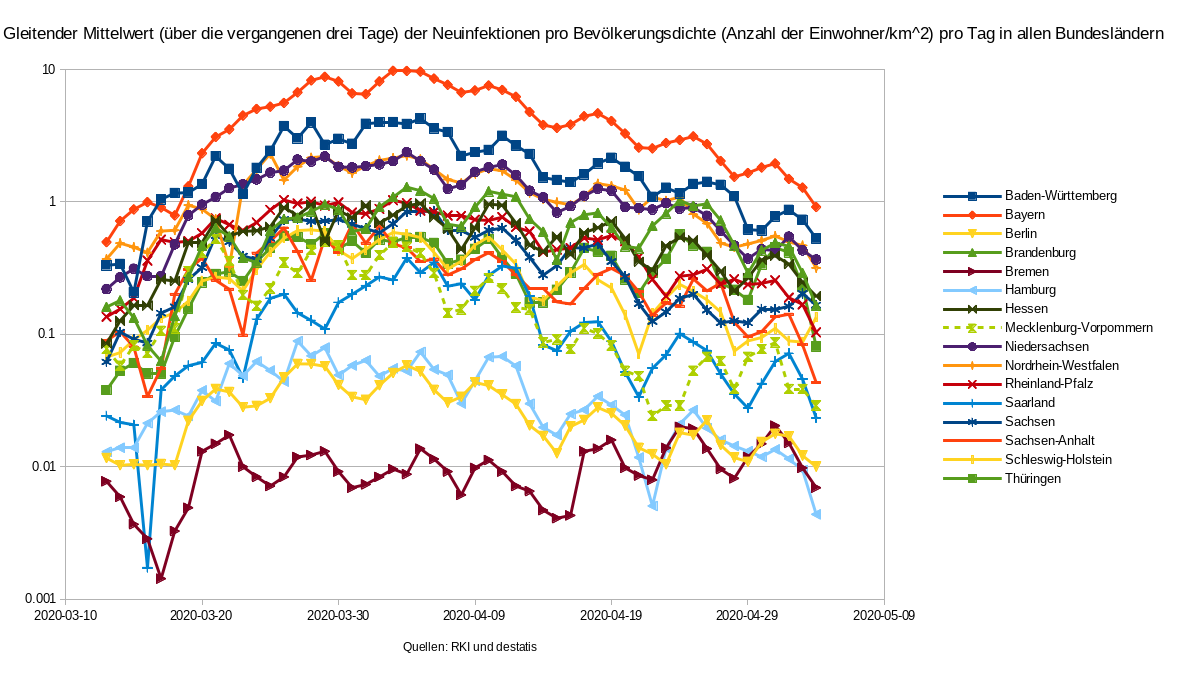 Gleitender Mittelwert (über die vergangenen drei Tage) der Neuinfektionen pro Bevölkerungsdichte (Anzahl der Einwohner/km^2) pro Tag in allen Bundesländern
10
1
0.1
0.01
0.001
2020-03-10
2020-03-20
2020-03-30
2020-04-09
2020-04-19
2020-04-29
2020-05-09
Quellen: RKI und destatis
Baden-Württemberg
Bayern
Berlin
Brandenburg
Bremen
Hamburg
Hessen
Mecklenburg-Vorpommern
Niedersachsen
Nordrhein-Westfalen
Rheinland-Pfalz
Saarland
Sachsen
Sachsen-Anhalt
Schleswig-Holstein
Thüringen